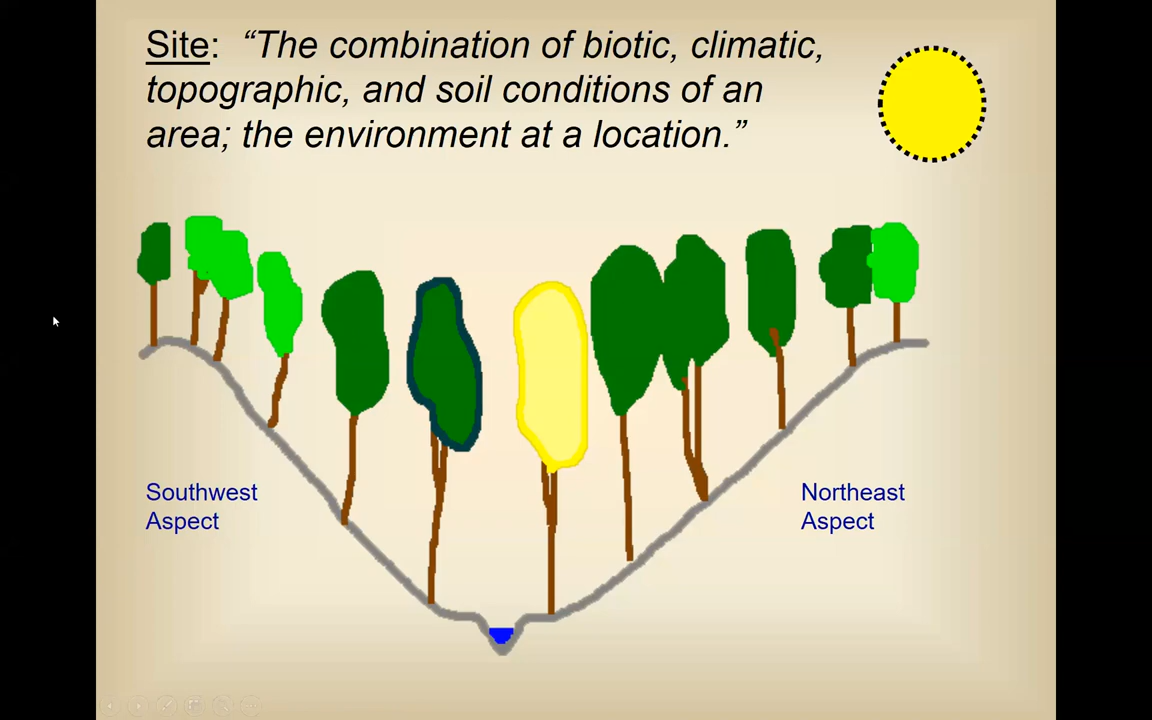 Site: “The combination of biotic, climatic,
topographic, and soil conditions of an
area; the environment at a location.”
Southwest
Aspect
Northeast
Aspect